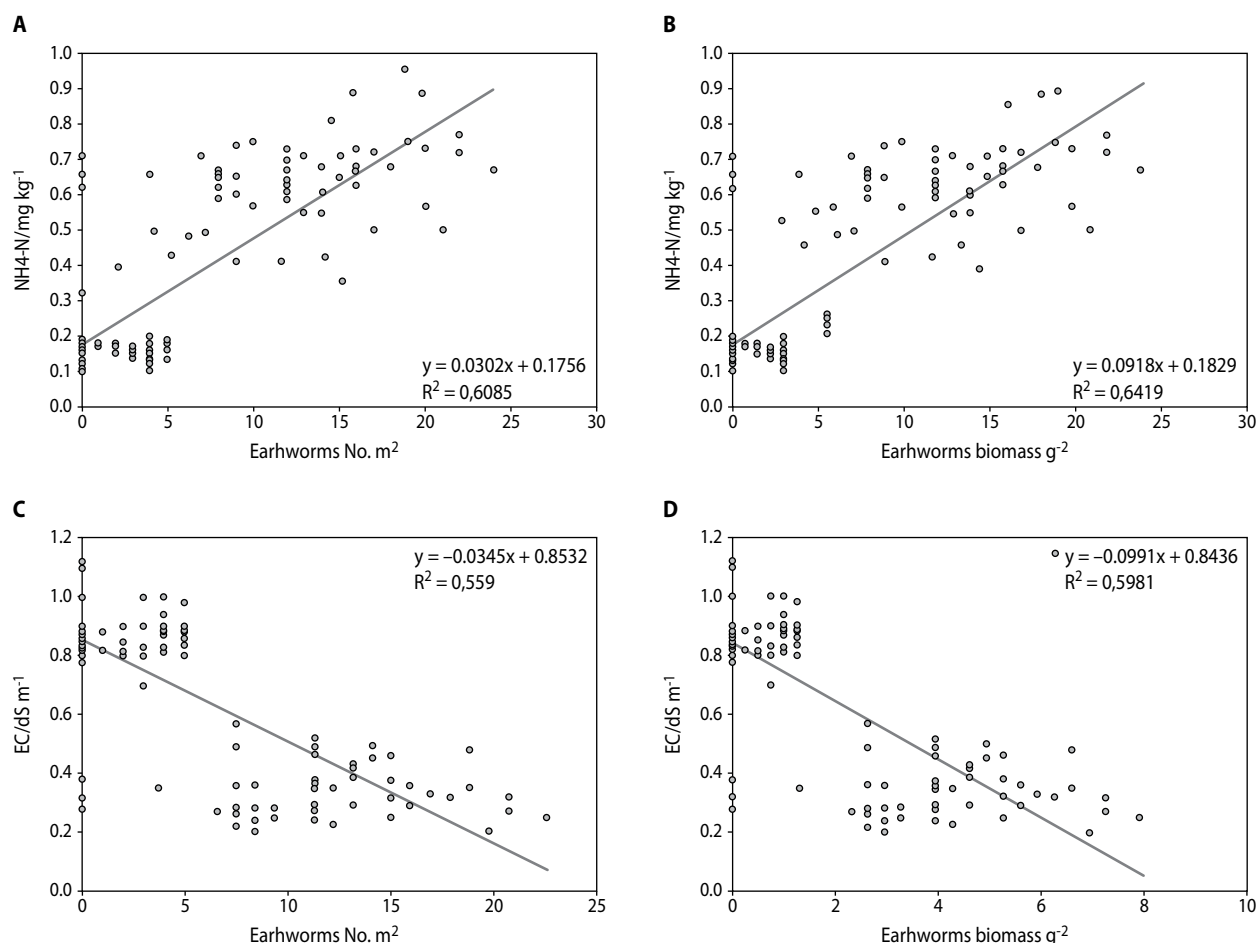 A
1.0
0.9
0.8
0.7
0.6
0.5
0.4
0.3
0.2
0.1
0.0
NH4-N/mg kg⁻¹
y = 0.0302x + 0.1756
R² = 0,6085
0 5 10 15 20 25 30
Earhworms No. m²
B
1.0
0.9
0.8
0.7
0.6
0.5
0.4
0.3
0.2
0.1
0.0
NH4-N/mg kg⁻¹
y = 0.0918x + 0.1829
R² = 0,6419
0 5 10 15 20 25 30
Earhworms biomass g⁻²
C
1.2
1.0
0.8
0.6
0.4
0.2
0.0
EC/dS m⁻¹
y = –0.0345x + 0.8532
R² = 0,559
0 5 10 15 20 25
Earhworms No. m²
D
1.2
1.0
0.8
0.6
0.4
0.2
0.0
EC/dS m⁻¹
y = –0.0991x + 0.8436
R² = 0,5981
0 2 4 6 8 10
Earhworms biomass g⁻²